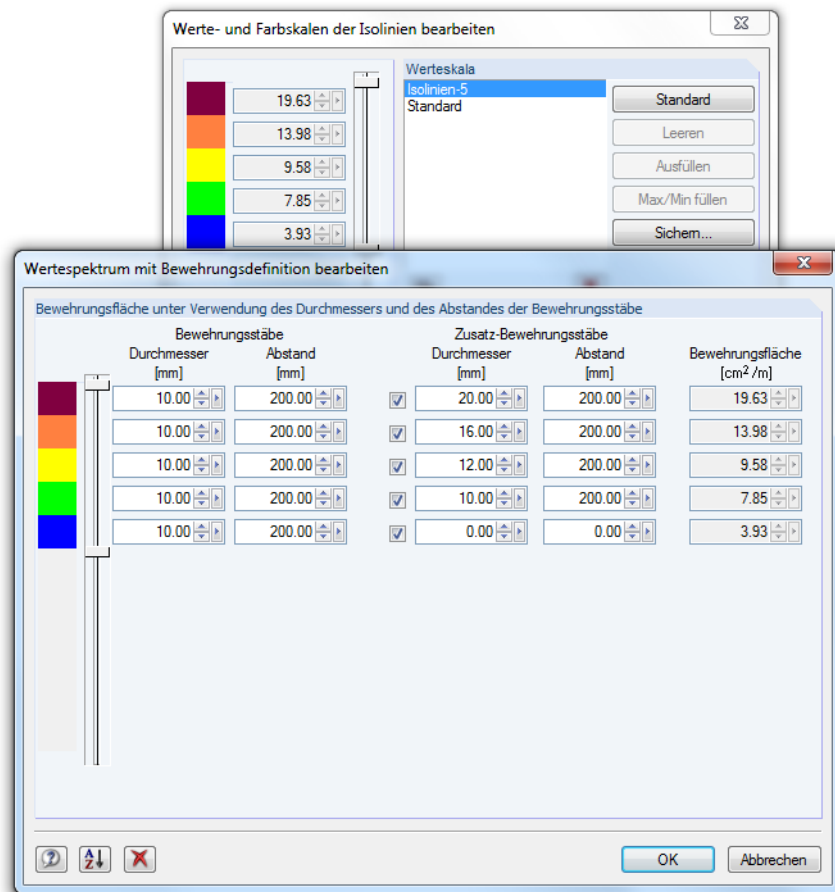 Werte- und Farbskalen der Isolinien bearbeiten
Werteskala
19.63
13.98
9.58
7.85
3.93
Isolinien-5
Standard
Standard
Leeren
Ausfüllen
Max/Min füllen
Sichern...
Wertespektrum mit Bewehrungsdefinition bearbeiten
Bewehrungsfläche unter Verwendung des Durchmessers und des Abstandes der Bewehrungsstäbe
Bewehrungsstäbe Zusatz-Bewehrungsstäbe
Durchmesser Abstand Durchmesser Abstand Bewehrungsfläche
[mm] [mm] [mm] [mm] [cm²/m]
10.00 200.00 20.00 200.00 19.63
10.00 200.00 16.00 200.00 13.98
10.00 200.00 12.00 200.00 9.58
10.00 200.00 10.00 200.00 7.85
10.00 200.00 0.00 0.00 3.93
OK Abbrechen